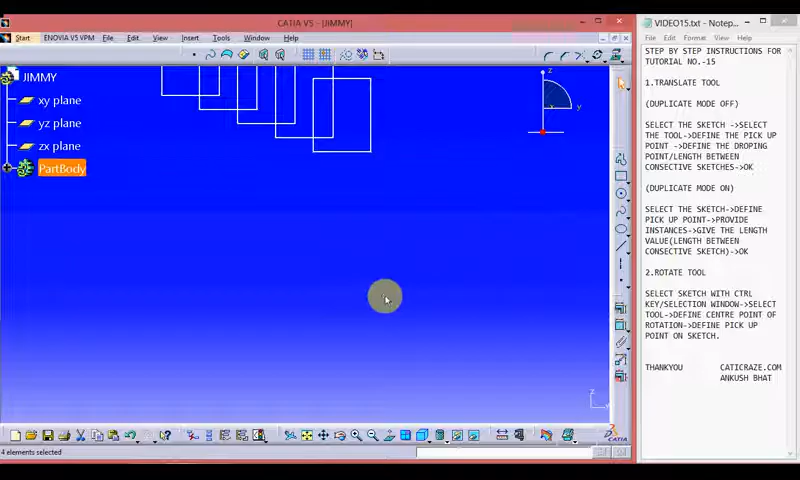 CATIA V5 - [JIMMY]
Start ENOVIA V5 VPM File Edit View Insert Tools Window Help
JIMMY
xy plane
yz plane
zx plane
PartBody
z
y
x
z
y
CATIA
4 elements selected
VIDEO15.txt - Notep...
File Edit Format View Help
STEP BY STEP INSTRUCTIONS FOR
TUTORIAL NO.-15
1.TRANSLATE TOOL
(DUPLICATE MODE OFF)
SELECT THE SKETCH ->SELECT
THE TOOL->DEFINE THE PICK UP
POINT ->DEFINE THE DROPING
POINT/LENGTH BETWEEN
CONSECTIVE SKETCHES->OK
(DUPLICATE MODE ON)
SELECT THE SKETCH->DEFINE
PICK UP POINT->PROVIDE
INSTANCES->GIVE THE LENGTH
VALUE(LENGTH BETWEEN
CONSECTIVE SKETCH)->OK
2.ROTATE TOOL
SELECT SKETCH WITH CTRL
KEY/SELECTION WINDOW->SELECT
TOOL->DEFINE CENTRE POINT OF
ROTATION->DEFINE PICK UP
POINT ON SKETCH.
THANKYOU CATICRAZE.COM
ANKUSH BHAT